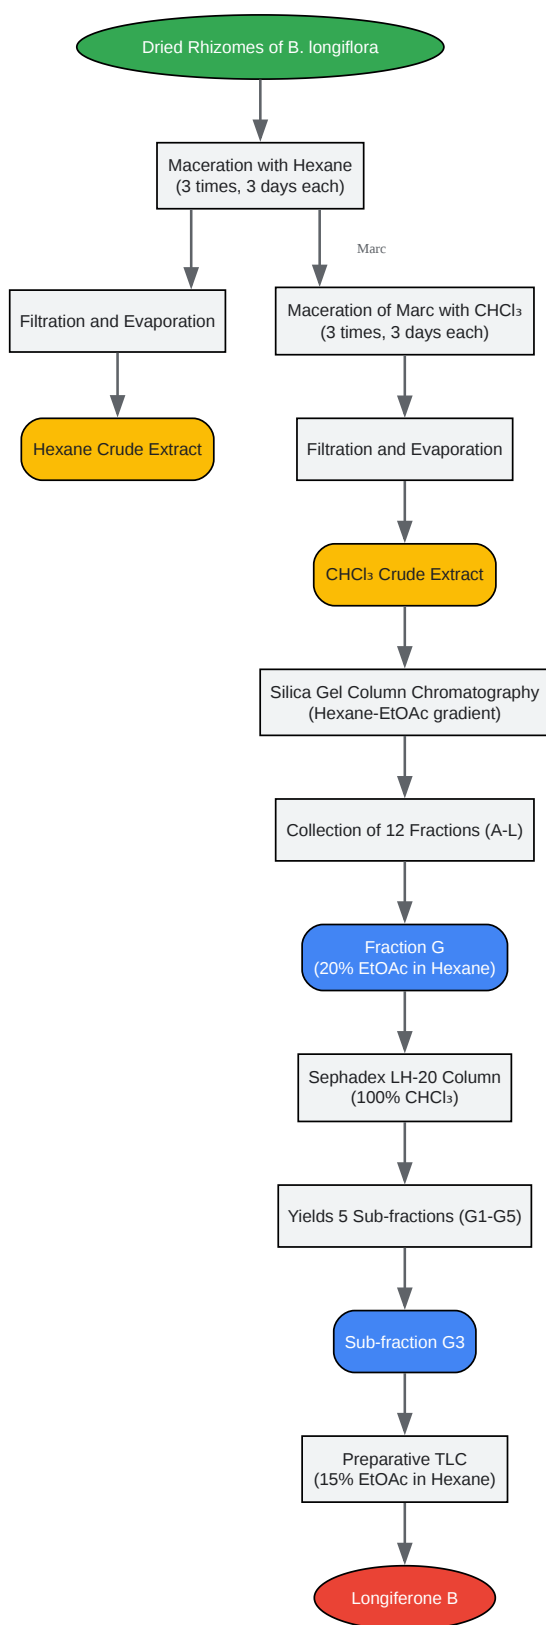 Dried Rhizomes of B. longiflora
Maceration with Hexane
(3 times, 3 days each)
Marc
Filtration and Evaporation
Maceration of Marc with CHCl₃
(3 times, 3 days each)
Hexane Crude Extract
Filtration and Evaporation
CHCl₃ Crude Extract
Silica Gel Column Chromatography
(Hexane-EtOAc gradient)
Collection of 12 Fractions (A-L)
Fraction G
(20% EtOAc in Hexane)
Sephadex LH-20 Column
(100% CHCl₃)
Yields 5 Sub-fractions (G1-G5)
Sub-fraction G3
Preparative TLC
(15% EtOAc in Hexane)
Longiferone B